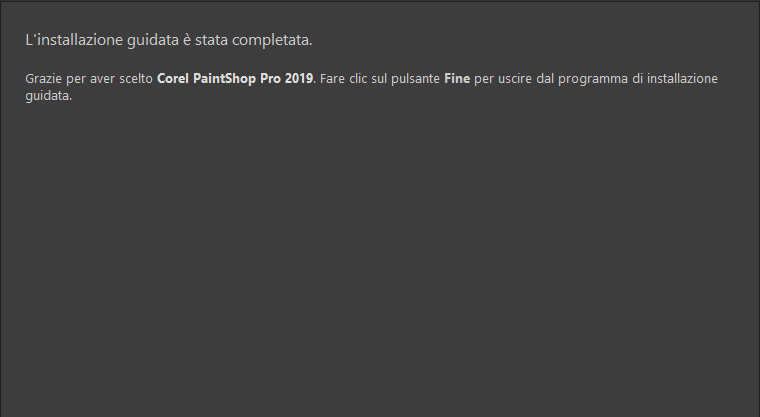 L'installazione guidata è stata completata.
Grazie per aver scelto Corel PaintShop Pro 2019. Fare clic sul pulsante Fine per uscire dal programma di installazione
guidata.